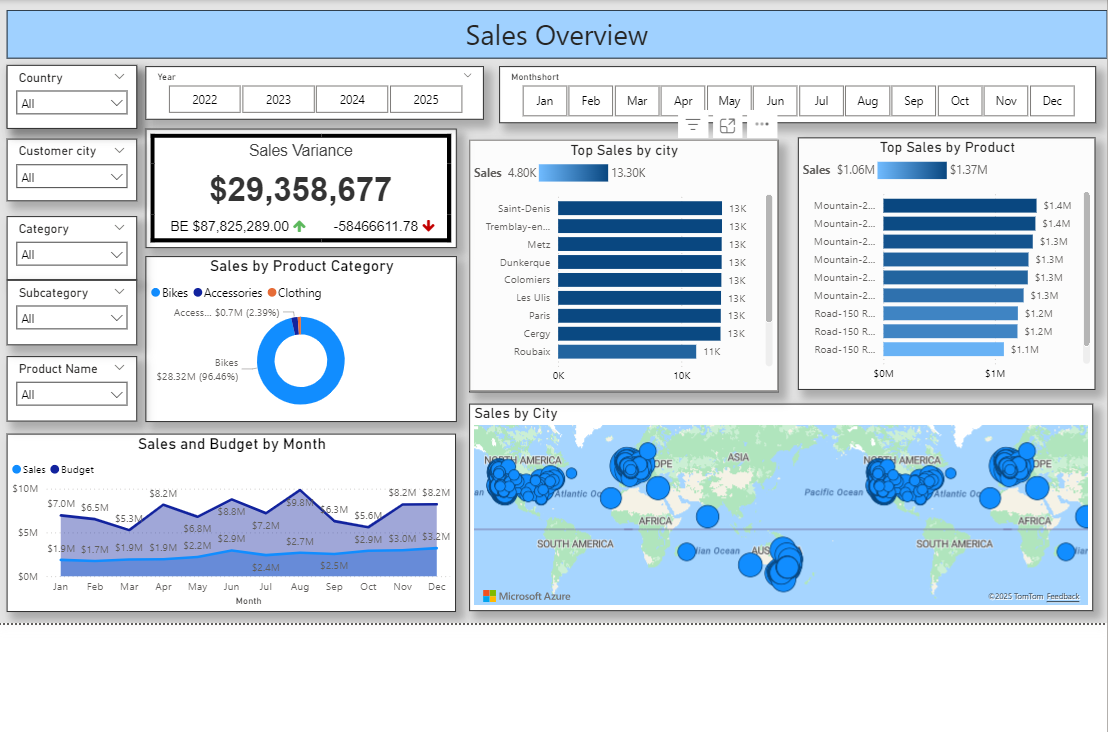 Sales Overview
Country
All
Customer city
All
Category
All
Subcategory
All
Product Name
All
Year
2022 2023 2024 2025
Monthshort
Jan Feb Mar Apr May Jun Jul Aug Sep Oct Nov Dec
Sales Variance
$29,358,677
BE $87,825,289.00 -58466611.78
Sales by Product Category
Bikes Accessories Clothing
Access... $0.7M (2.39%)
Bikes
$28.32M (96.46%)
Top Sales by city
Sales 4.80K 13.30K
Saint-Denis 13K
Tremblay-en... 13K
Metz 13K
Dunkerque 13K
Colomiers 13K
Les Ulis 13K
Paris 13K
Cergy 13K
Roubaix 11K
0K 10K
Top Sales by Product
Sales $1.06M $1.37M
Mountain-2... $1.4M
Mountain-2... $1.4M
Mountain-2... $1.3M
Mountain-2... $1.3M
Mountain-2... $1.3M
Mountain-2... $1.3M
Road-150 R... $1.2M
Road-150 R... $1.2M
Road-150 R... $1.1M
$0M $1M
Sales and Budget by Month
Sales Budget
$10M
$5M
$0M
$7.0M $6.5M $5.3M $8.2M $6.8M $8.8M $7.2M $9.8M $6.3M $5.6M $8.2M $8.2M
$1.9M $1.7M $1.9M $1.9M $2.2M $2.9M $2.4M $2.7M $2.5M $2.9M $3.0M $3.2M
Jan Feb Mar Apr May Jun Jul Aug Sep Oct Nov Dec
Month
Sales by City
NORTH AMERICA
ASIA
Atlantic Oc
AFRICA
SOUTH AMERICA
Pacific Ocean
NORTH AMERICA
Atlantic Oc
AFRICA
SOUTH AMERICA
Microsoft Azure
©2025 TomTom Feedback